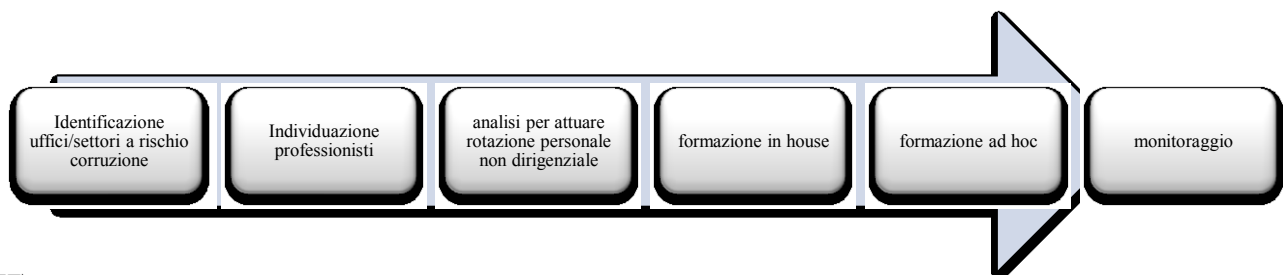 Identificazione
uffici/settori a rischio
corruzione
Individuazione
professionisti
analisi per attuare
rotazione personale
non dirigenziale
formazione in house
formazione ad hoc
monitoraggio